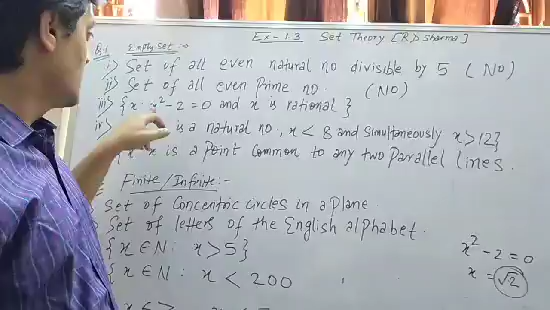 Ex-1.3 Set Theory [RD sharma]
Q.1 Empty Set :-
i) Set of all even natural no divisible by 5 (No)
ii) Set of all even Prime no. (No)
iii) {x : x²-2=0 and x is rational}
iv) is a natural no, x < 8 and simultaneously x > 12}
{x x is a Point common to any two Parallel lines.
Finite/Infinite:-
Set of Concentric circles in a Plane
Set of letters of the English alphabet.
{x ∈ N : x > 5}
{x ∈ N : x < 200
x² - 2 = 0
x = √2